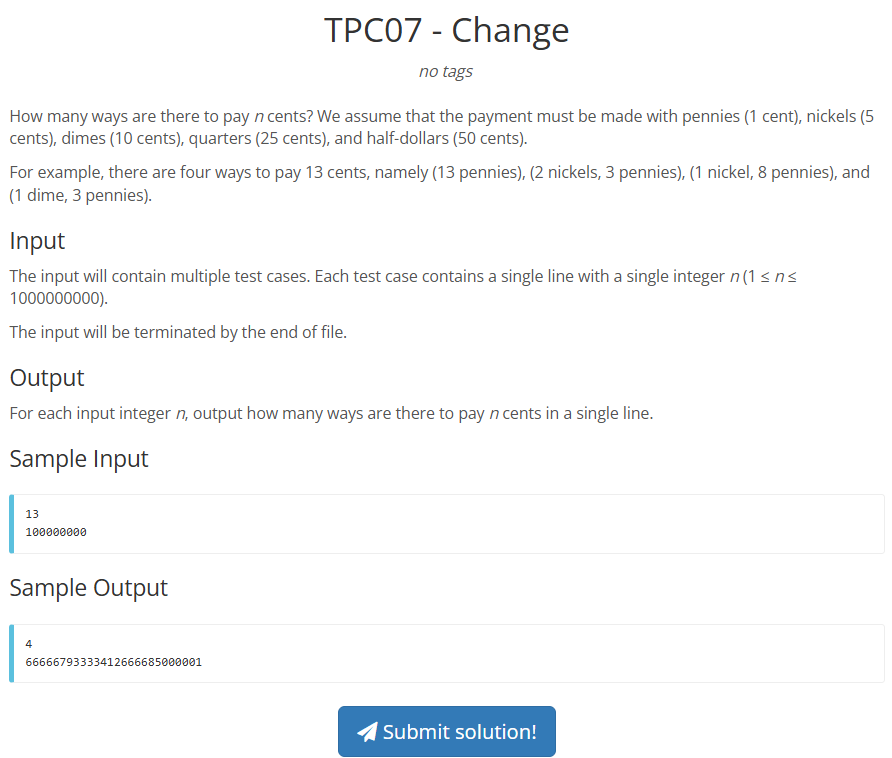 TPC07 - Change
no tags
How many ways are there to pay n cents? We assume that the payment must be made with pennies (1 cent), nickels (5
cents), dimes (10 cents), quarters (25 cents), and half-dollars (50 cents).
For example, there are four ways to pay 13 cents, namely (13 pennies), (2 nickels, 3 pennies), (1 nickel, 8 pennies), and
(1 dime, 3 pennies).
Input
The input will contain multiple test cases. Each test case contains a single line with a single integer n (1 ≤ n ≤
1000000000).
The input will be terminated by the end of file.
Output
For each input integer n, output how many ways are there to pay n cents in a single line.
Sample Input
13
100000000
Sample Output
4
66666793333412666685000001
Submit solution!